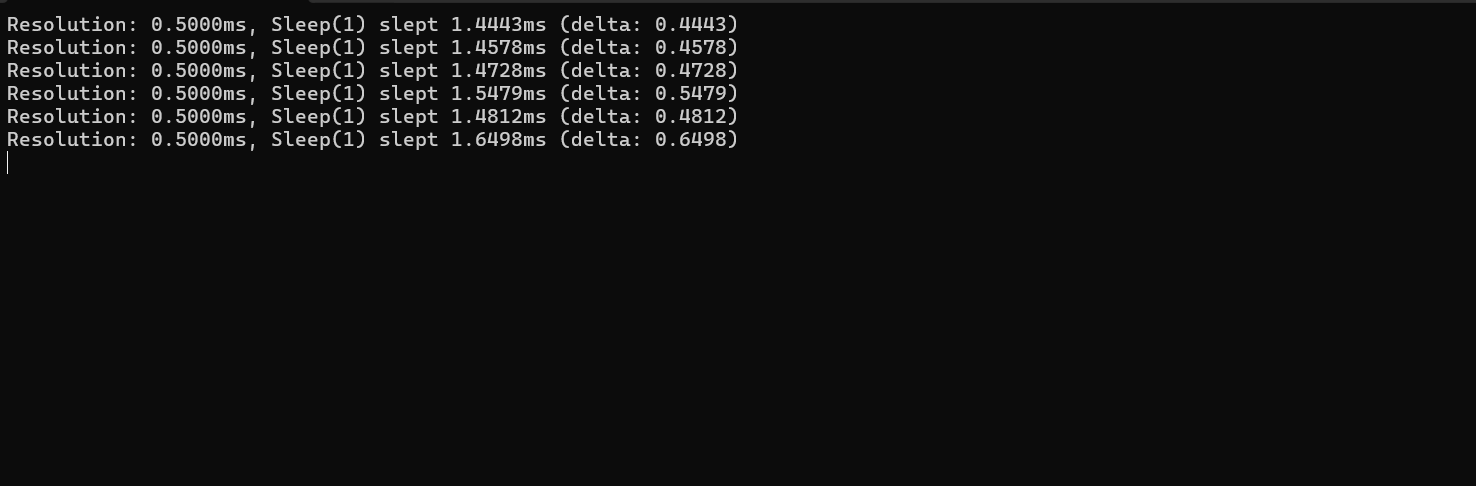 Resolution: 0.5000ms, Sleep(1) slept 1.4443ms (delta: 0.4443)
Resolution: 0.5000ms, Sleep(1) slept 1.4578ms (delta: 0.4578)
Resolution: 0.5000ms, Sleep(1) slept 1.4728ms (delta: 0.4728)
Resolution: 0.5000ms, Sleep(1) slept 1.5479ms (delta: 0.5479)
Resolution: 0.5000ms, Sleep(1) slept 1.4812ms (delta: 0.4812)
Resolution: 0.5000ms, Sleep(1) slept 1.6498ms (delta: 0.6498)